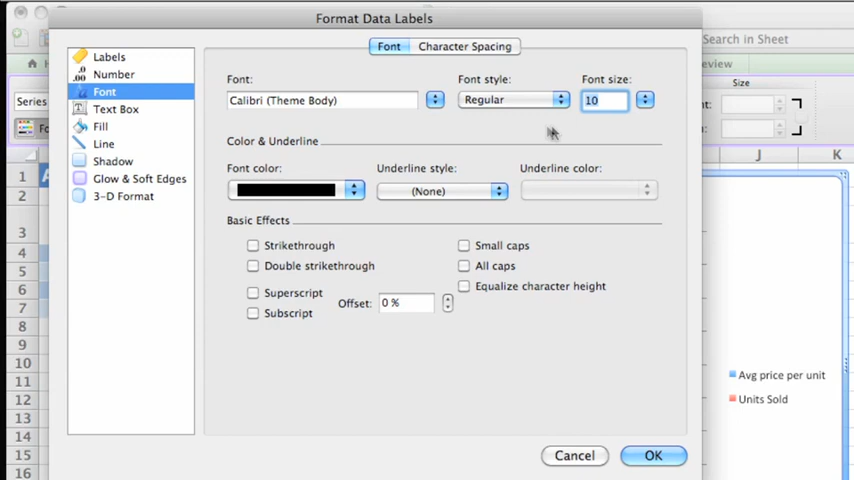 Format Data Labels
Search in Sheet
Font Character Spacing
Labels
Number
Font
Text Box
Fill
Line
Shadow
Glow & Soft Edges
3-D Format
Font: Font style: Font size:
Calibri (Theme Body) Regular 10
Color & Underline
Font color: Underline style: Underline color:
(None)
Basic Effects
Strikethrough Small caps
Double strikethrough All caps
Superscript Offset: 0 % Equalize character height
Subscript
Cancel OK
Series
Size
J K
1
2
3
4
5
6
7
8
9
10
11
12
13
14
15
16
Avg price per unit
Units Sold